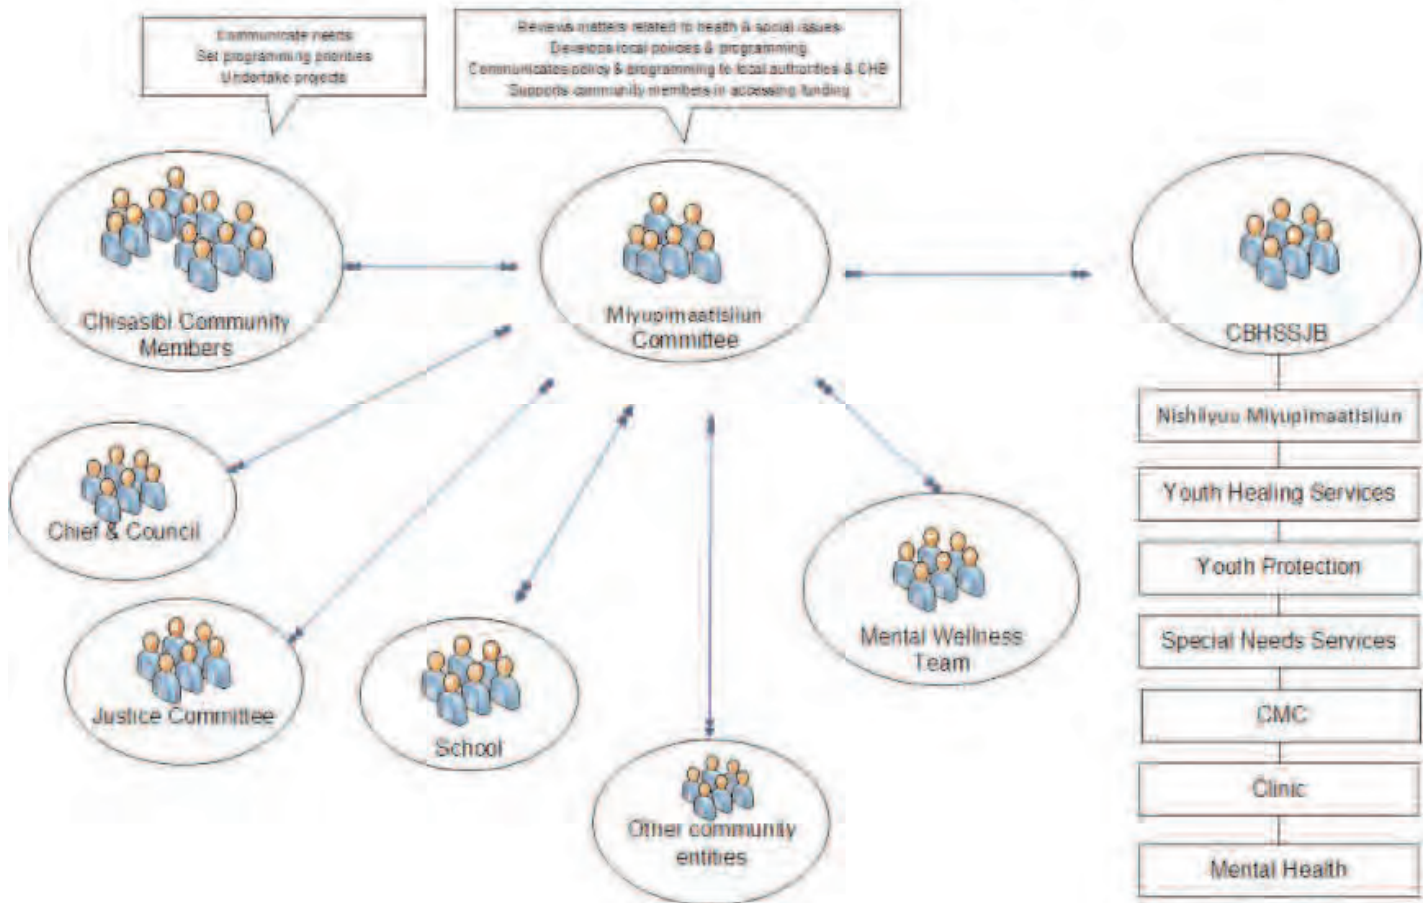 Communicate needs
Set programming priorities
Undertake projects
Reviews matters related to health & social issues
Develops local policies & programming
Communicates policy & programming to local authorities & CHB
Supports community members in accessing funding
Chisasibi Community
Members
Miyupimaatisiiun
Committee
CBHSSJB
Chief & Council
Justice Committee
School
Other community
entities
Mental Wellness
Team
Nishiiyuu Miyupimaatisiiun
Youth Healing Services
Youth Protection
Special Needs Services
CMC
Clinic
Mental Health